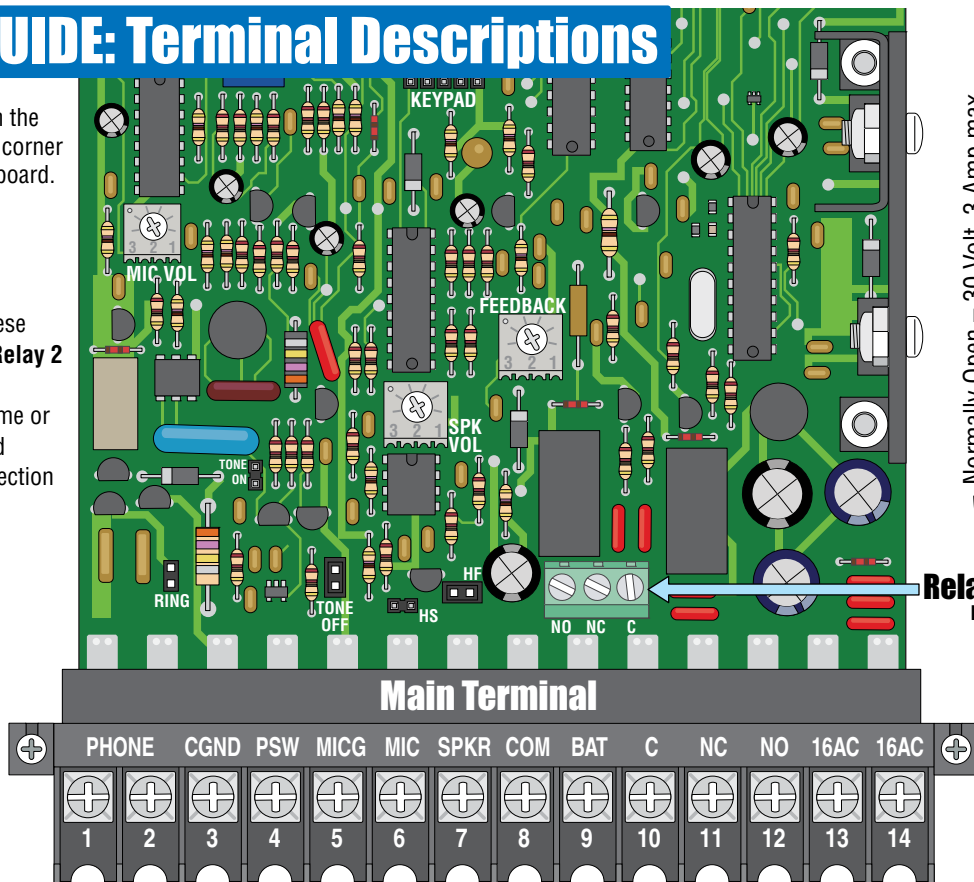 UIDE: Terminal Descriptions
n the
corner
board.
ese
Relay 2
me or
d
ection
KEYPAD
3 2 1
MIC VOL
FEEDBACK
3 2 1
3 2 1
SPK
VOL
TONE
ON
RING
TONE
OFF
HS
HF
NO NC C
Normally Open – 30 Volt, 3 Amp max
Rela
Main Terminal
PHONE CGND PSW MICG MIC SPKR COM BAT C NC NO 16AC 16AC
1 2 3 4 5 6 7 8 9 10 11 12 13 14